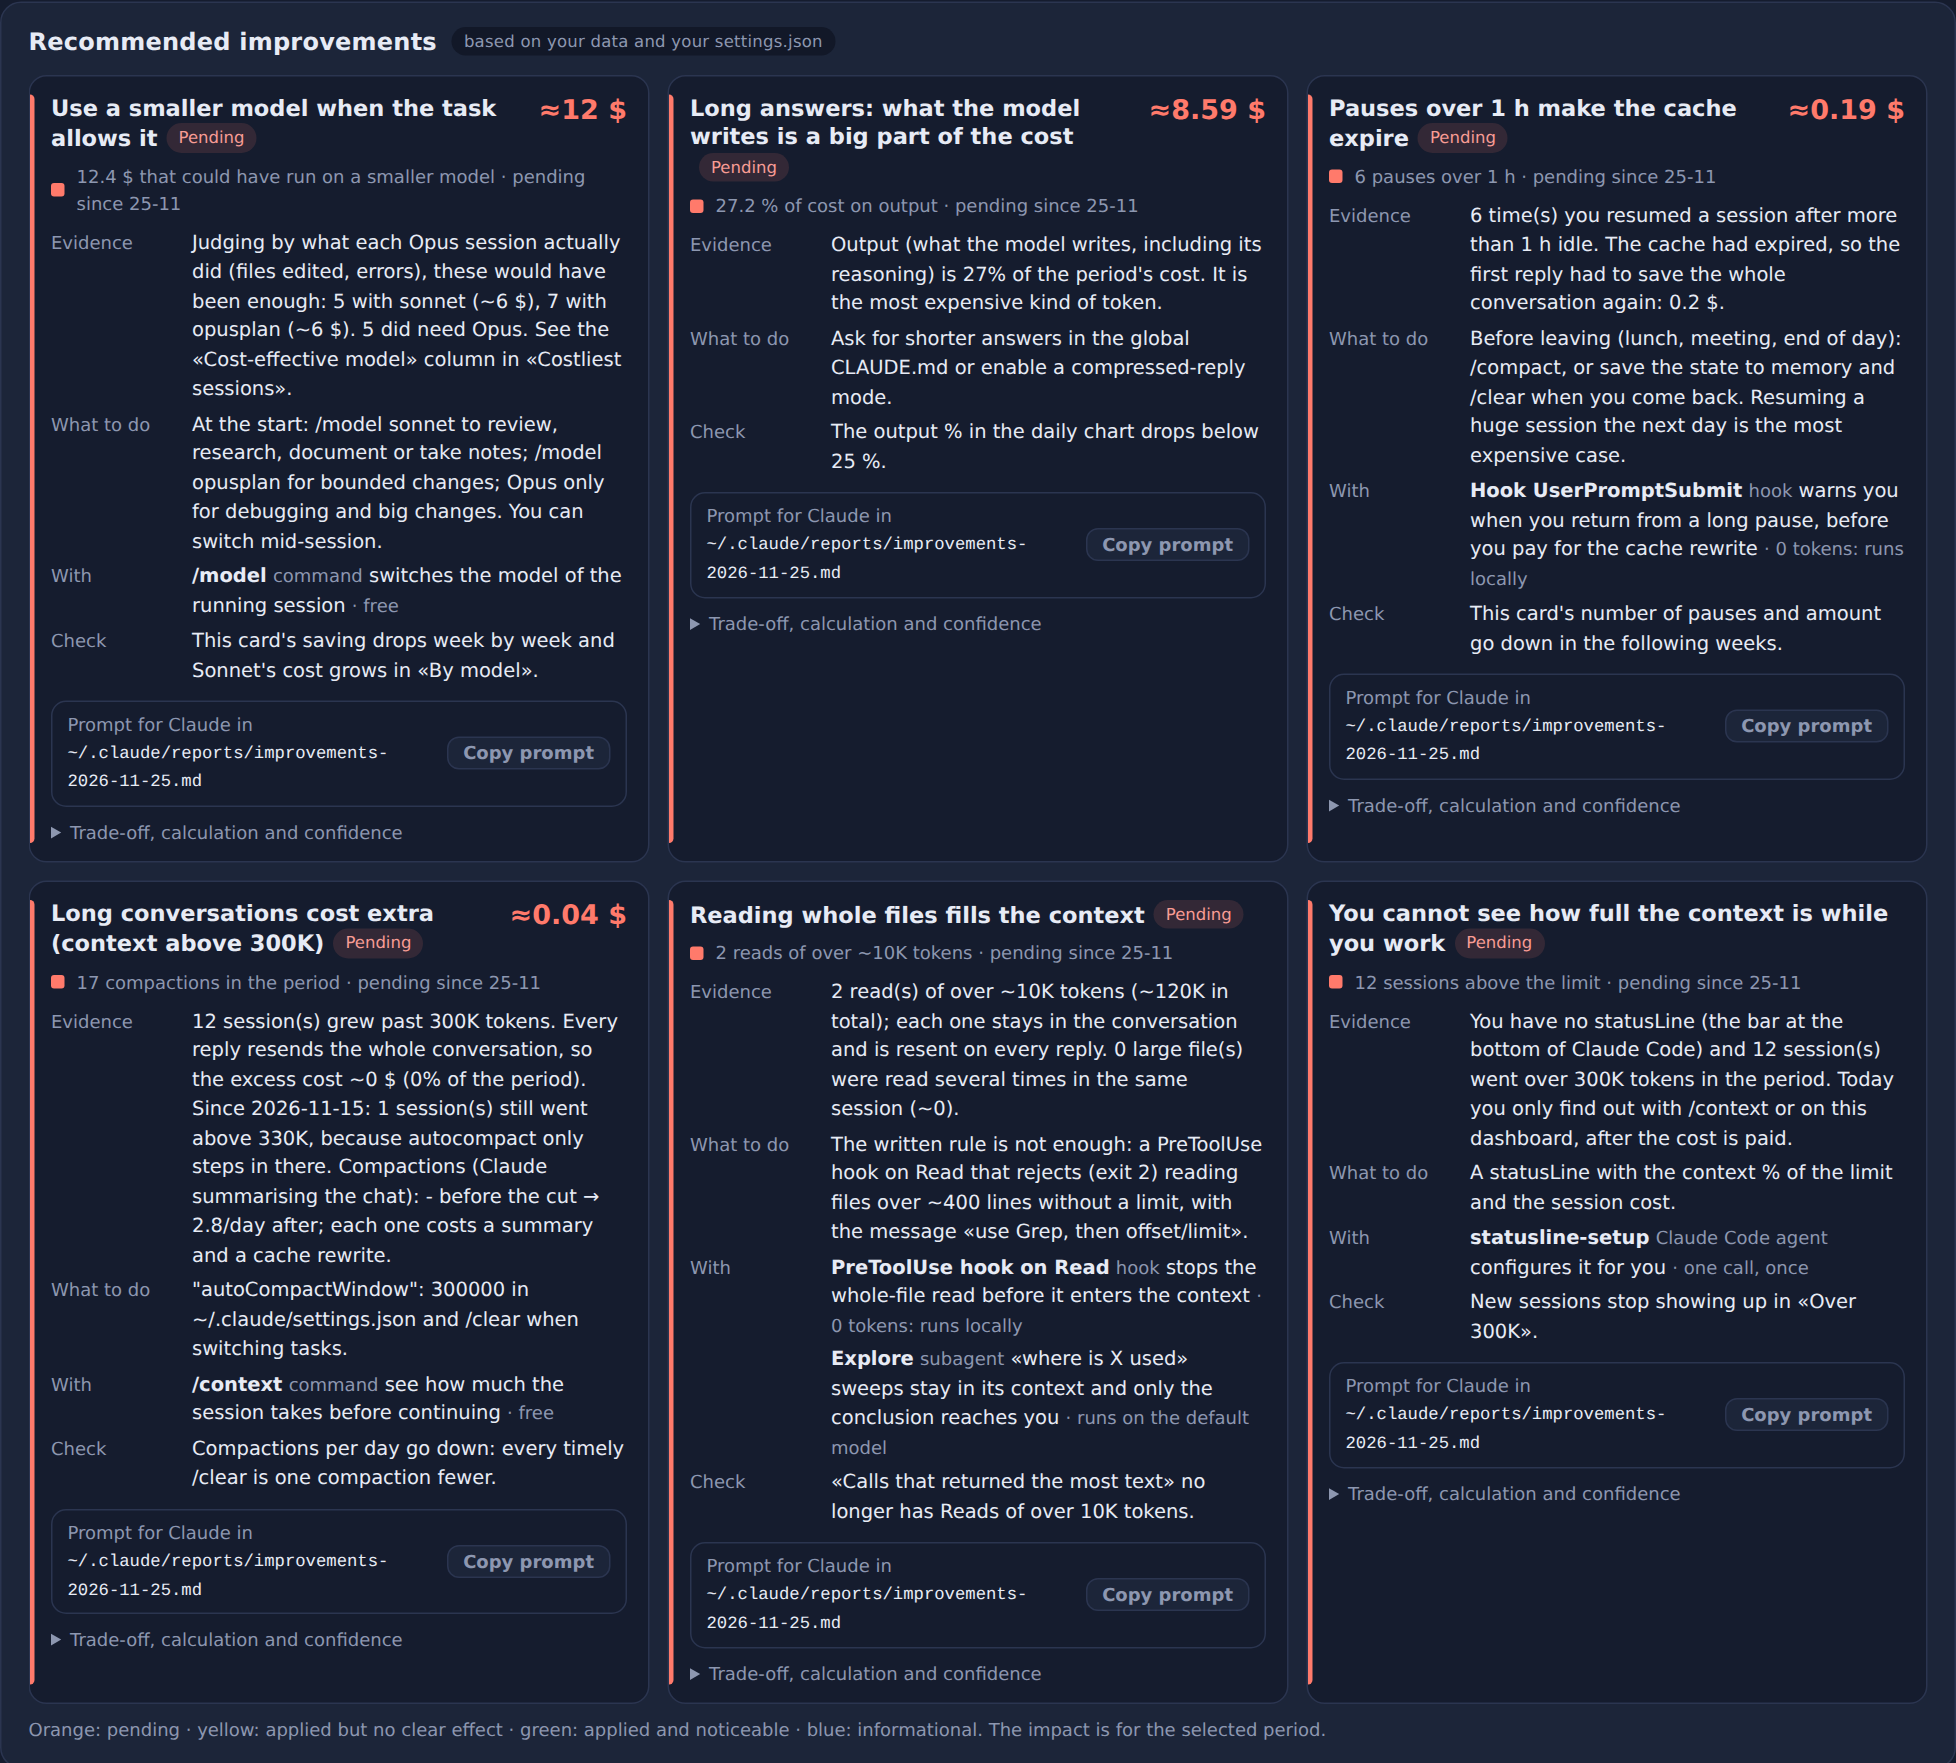 Recommended improvements based on your data and your settings.json
Use a smaller model when the task
allows it Pending
≈12 $
12.4 $ that could have run on a smaller model · pending
since 25-11
Evidence
Judging by what each Opus session actually
did (files edited, errors), these would have
been enough: 5 with sonnet (~6 $), 7 with
opusplan (~6 $). 5 did need Opus. See the
«Cost-effective model» column in «Costliest
sessions».
What to do
At the start: /model sonnet to review,
research, document or take notes; /model
opusplan for bounded changes; Opus only
for debugging and big changes. You can
switch mid-session.
With
/model command switches the model of the
running session · free
Check
This card's saving drops week by week and
Sonnet's cost grows in «By model».
Prompt for Claude in
~/.claude/reports/improvements-
2026-11-25.md
Copy prompt
▶ Trade-off, calculation and confidence
Long answers: what the model
writes is a big part of the cost
Pending
≈8.59 $
27.2 % of cost on output · pending since 25-11
Evidence
Output (what the model writes, including its
reasoning) is 27% of the period's cost. It is
the most expensive kind of token.
What to do
Ask for shorter answers in the global
CLAUDE.md or enable a compressed-reply
mode.
Check
The output % in the daily chart drops below
25 %.
Prompt for Claude in
~/.claude/reports/improvements-
2026-11-25.md
Copy prompt
▶ Trade-off, calculation and confidence
Pauses over 1 h make the cache
expire Pending
≈0.19 $
6 pauses over 1 h · pending since 25-11
Evidence
6 time(s) you resumed a session after more
than 1 h idle. The cache had expired, so the
first reply had to save the whole
conversation again: 0.2 $.
What to do
Before leaving (lunch, meeting, end of day):
/compact, or save the state to memory and
/clear when you come back. Resuming a
huge session the next day is the most
expensive case.
With
Hook UserPromptSubmit hook warns you
when you return from a long pause, before
you pay for the cache rewrite · 0 tokens: runs
locally
Check
This card's number of pauses and amount
go down in the following weeks.
Prompt for Claude in
~/.claude/reports/improvements-
2026-11-25.md
Copy prompt
▶ Trade-off, calculation and confidence
Long conversations cost extra
(context above 300K) Pending
≈0.04 $
17 compactions in the period · pending since 25-11
Evidence
12 session(s) grew past 300K tokens. Every
reply resends the whole conversation, so
the excess cost ~0 $ (0% of the period).
Since 2026-11-15: 1 session(s) still went
above 330K, because autocompact only
steps in there. Compactions (Claude
summarising the chat): - before the cut →
2.8/day after; each one costs a summary
and a cache rewrite.
What to do
"autoCompactWindow": 300000 in
~/.claude/settings.json and /clear when
switching tasks.
With
/context command see how much the
session takes before continuing · free
Check
Compactions per day go down: every timely
/clear is one compaction fewer.
Prompt for Claude in
~/.claude/reports/improvements-
2026-11-25.md
Copy prompt
▶ Trade-off, calculation and confidence
Reading whole files fills the context Pending
2 reads of over ~10K tokens · pending since 25-11
Evidence
2 read(s) of over ~10K tokens (~120K in
total); each one stays in the conversation
and is resent on every reply. 0 large file(s)
were read several times in the same
session (~0).
What to do
The written rule is not enough: a PreToolUse
hook on Read that rejects (exit 2) reading
files over ~400 lines without a limit, with
the message «use Grep, then offset/limit».
With
PreToolUse hook on Read hook stops the
whole-file read before it enters the context ·
0 tokens: runs locally
Explore subagent «where is X used»
sweeps stay in its context and only the
conclusion reaches you · runs on the default
model
Check
«Calls that returned the most text» no
longer has Reads of over 10K tokens.
Prompt for Claude in
~/.claude/reports/improvements-
2026-11-25.md
Copy prompt
▶ Trade-off, calculation and confidence
You cannot see how full the context is while
you work Pending
12 sessions above the limit · pending since 25-11
Evidence
You have no statusLine (the bar at the
bottom of Claude Code) and 12 session(s)
went over 300K tokens in the period. Today
you only find out with /context or on this
dashboard, after the cost is paid.
What to do
A statusLine with the context % of the limit
and the session cost.
With
statusline-setup Claude Code agent
configures it for you · one call, once
Check
New sessions stop showing up in «Over
300K».
Prompt for Claude in
~/.claude/reports/improvements-
2026-11-25.md
Copy prompt
▶ Trade-off, calculation and confidence
Orange: pending · yellow: applied but no clear effect · green: applied and noticeable · blue: informational. The impact is for the selected period.